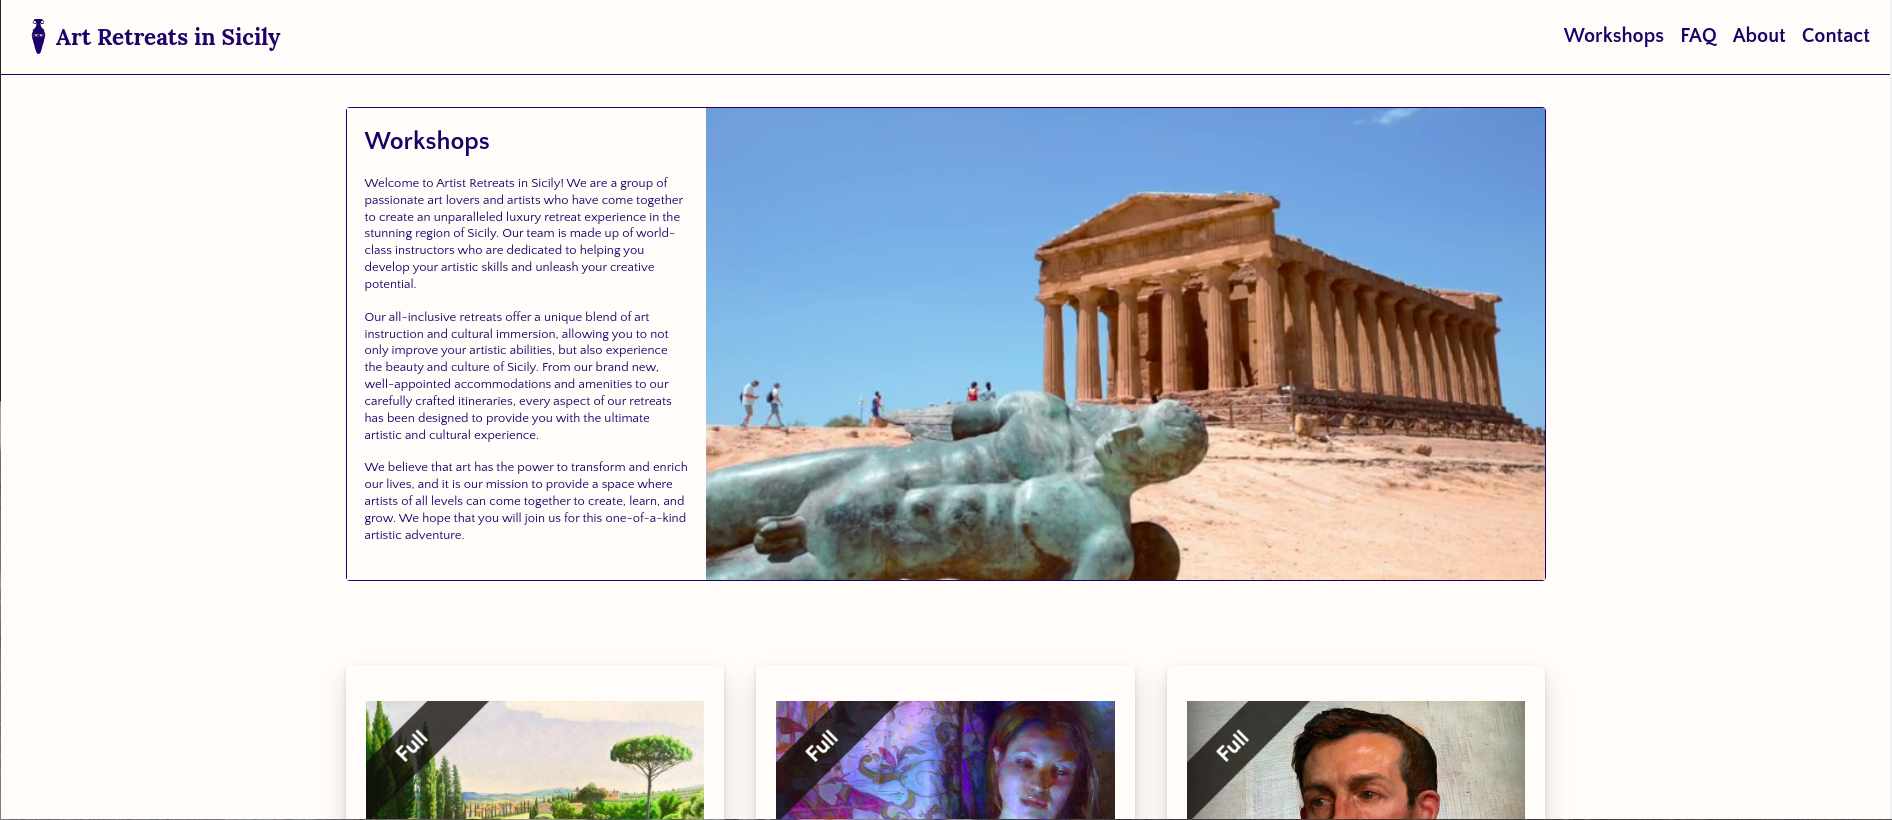 Art Retreats in Sicily
Workshops FAQ About Contact
Workshops
Welcome to Artist Retreats in Sicily! We are a group of
passionate art lovers and artists who have come together
to create an unparalleled luxury retreat experience in the
stunning region of Sicily. Our team is made up of world-
class instructors who are dedicated to helping you
develop your artistic skills and unleash your creative
potential.
Our all-inclusive retreats offer a unique blend of art
instruction and cultural immersion, allowing you to not
only improve your artistic abilities, but also experience
the beauty and culture of Sicily. From our brand new,
well-appointed accommodations and amenities to our
carefully crafted itineraries, every aspect of our retreats
has been designed to provide you with the ultimate
artistic and cultural experience.
We believe that art has the power to transform and enrich
our lives, and it is our mission to provide a space where
artists of all levels can come together to create, learn, and
grow. We hope that you will join us for this one-of-a-kind
artistic adventure.
Full
Full
Full